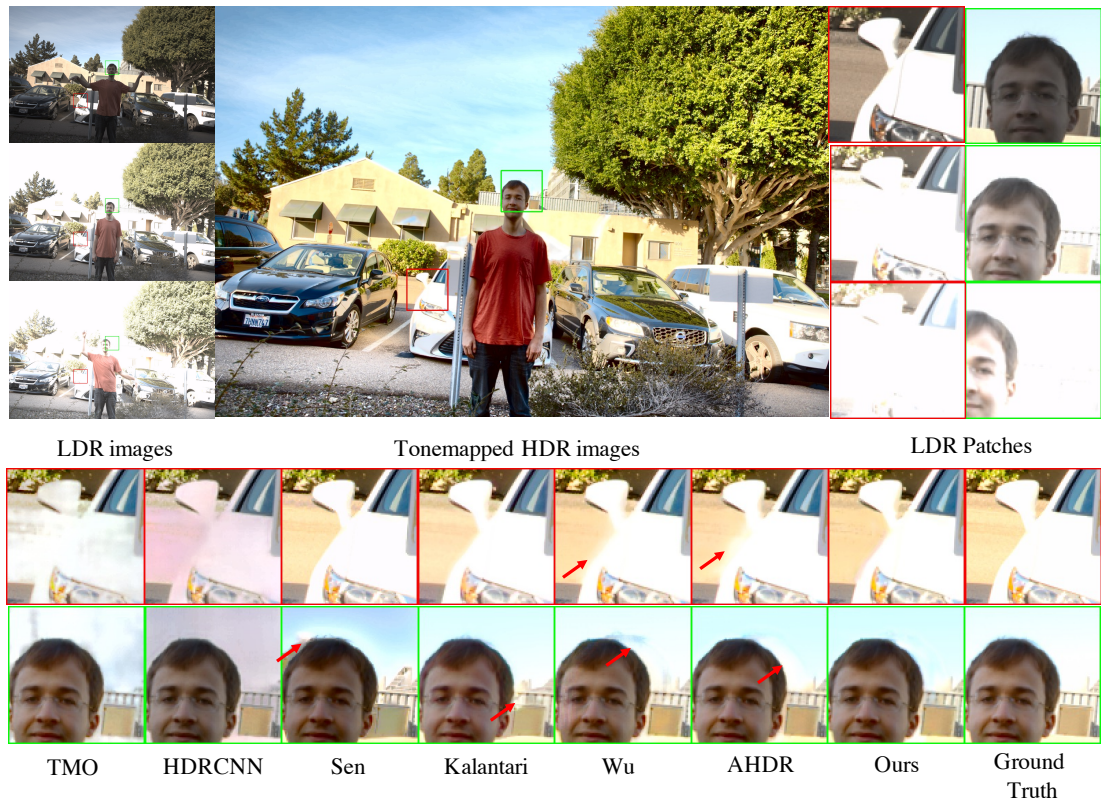 LDR images
Tonemapped HDR images
LDR Patches
TMO
HDRCNN
Sen
Kalantari
Wu
AHDR
Ours
Ground
Truth